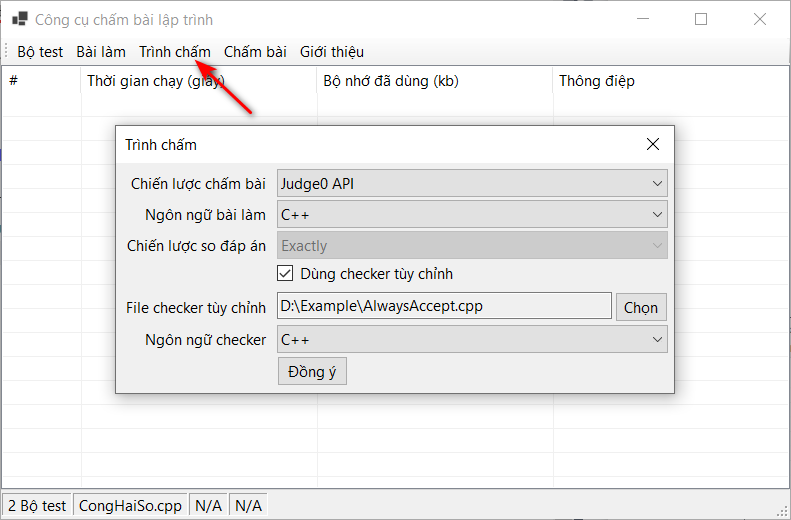 Công cụ chấm bài lập trình
Bộ test Bài làm Trình chấm Chấm bài Giới thiệu
# Thời gian chạy (giây) Bộ nhớ đã dùng (kb) Thông điệp
Trình chấm
Chiến lược chấm bài Judge0 API
Ngôn ngữ bài làm C++
Chiến lược so đáp án Exactly
Dùng checker tùy chỉnh
File checker tùy chỉnh D:\Example\AlwaysAccept.cpp Chọn
Ngôn ngữ checker C++
Đồng ý
2 Bộ test CongHaiSo.cpp N/A N/A